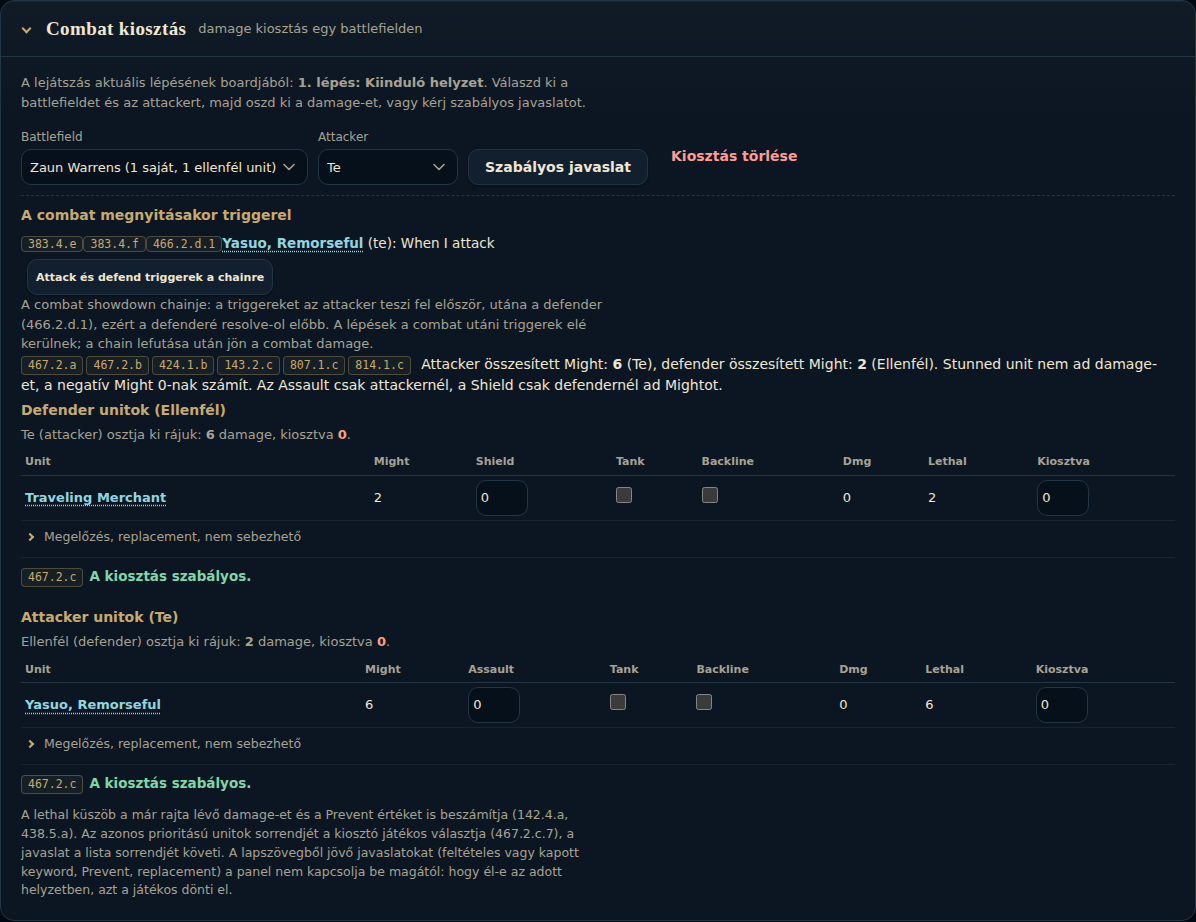 Combat kiosztás damage kiosztás egy battlefielden
A lejátszás aktuális lépésének boardjából: 1. lépés: Kiinduló helyzet. Válaszd ki a
battlefieldet és az attackert, majd oszd ki a damage-et, vagy kérj szabályos javaslatot.
Battlefield Attacker
Zaun Warrens (1 saját, 1 ellenfél unit) Te Szabályos javaslat Kiosztás törlése
A combat megnyitásakor triggerel
383.4.e 383.4.f 466.2.d.1 Yasuo, Remorseful (te): When I attack
Attack és defend triggerek a chainre
A combat showdown chainje: a triggereket az attacker teszi fel először, utána a defender
(466.2.d.1), ezért a defenderé resolve-ol előbb. A lépések a combat utáni triggerek elé
kerülnek; a chain lefutása után jön a combat damage.
467.2.a 467.2.b 424.1.b 143.2.c 807.1.c 814.1.c Attacker összesített Might: 6 (Te), defender összesített Might: 2 (Ellenfél). Stunned unit nem ad damage-
et, a negatív Might 0-nak számít. Az Assault csak attackernél, a Shield csak defendernél ad Mightot.
Defender unitok (Ellenfél)
Te (attacker) osztja ki rájuk: 6 damage, kiosztva 0.
Unit Might Shield Tank Backline Dmg Lethal Kiosztva
Traveling Merchant 2 0 0 2 0
Megelőzés, replacement, nem sebezhető
467.2.c A kiosztás szabályos.
Attacker unitok (Te)
Ellenfél (defender) osztja ki rájuk: 2 damage, kiosztva 0.
Unit Might Assault Tank Backline Dmg Lethal Kiosztva
Yasuo, Remorseful 6 0 0 6 0
Megelőzés, replacement, nem sebezhető
467.2.c A kiosztás szabályos.
A lethal küszöb a már rajta lévő damage-et és a Prevent értéket is beszámítja (142.4.a,
438.5.a). Az azonos prioritású unitok sorrendjét a kiosztó játékos választja (467.2.c.7), a
javaslat a lista sorrendjét követi. A lapszövegből jövő javaslatokat (feltételes vagy kapott
keyword, Prevent, replacement) a panel nem kapcsolja be magától: hogy él-e az adott
helyzetben, azt a játékos dönti el.